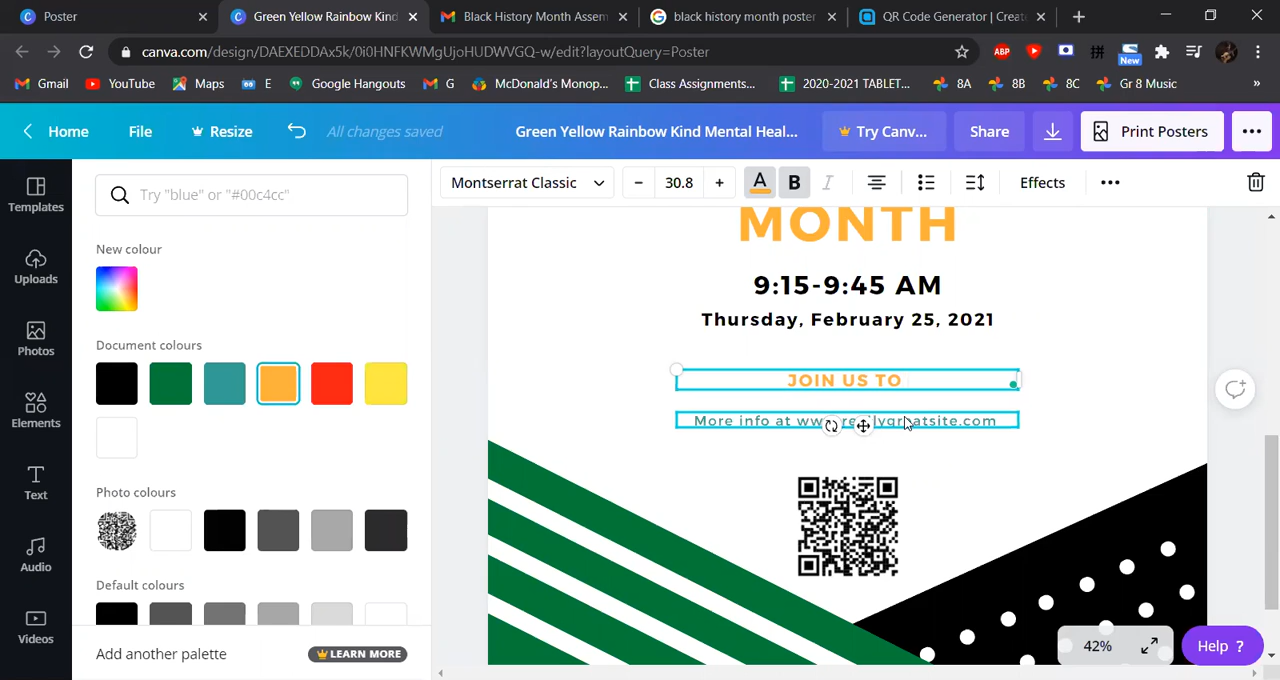 Poster
Green Yellow Rainbow Kind
Black History Month Assem
black history month poster
QR Code Generator | Create
canva.com/design/DAEXEDDAx5k/0i0HNFKWMgUjoHUDWVGQ-w/edit?layoutQuery=Poster
ABP
New
Gmail
YouTube
Maps
E
Google Hangouts
G
McDonald's Monop...
Class Assignments...
2020-2021 TABLET...
8A
8B
8C
Gr 8 Music
»
Home
File
Resize
All changes saved
Green Yellow Rainbow Kind Mental Heal...
Try Canv...
Share
Print Posters
Templates
Uploads
Photos
Elements
Text
Audio
Videos
Try "blue" or "#00c4cc"
New colour
Document colours
Photo colours
Default colours
Add another palette
LEARN MORE
Montserrat Classic
– 30.8 +
A
B
I
Effects
MONTH
9:15-9:45 AM
Thursday, February 25, 2021
JOIN US TO
More info at
42%
Help ?